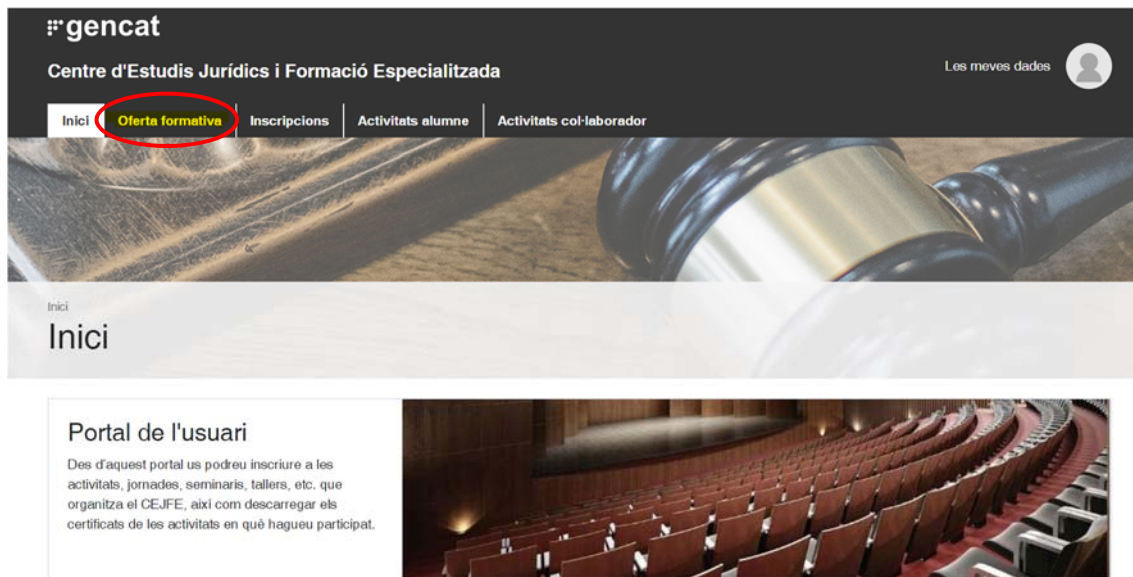 gencat
Centre d'Estudis Jurídics i Formació Especialitzada
Les meves dades
Inici Oferta formativa Inscripcions Activitats alumne Activitats col·laborador
Inici
Inici
Portal de l'usuari
Des d'aquest portal us podreu inscriure a les
activitats, jornades, seminaris, tallers, etc. que
organitza el CEJFE, així com descarregar els
certificats de les activitats en què hagueu participat.